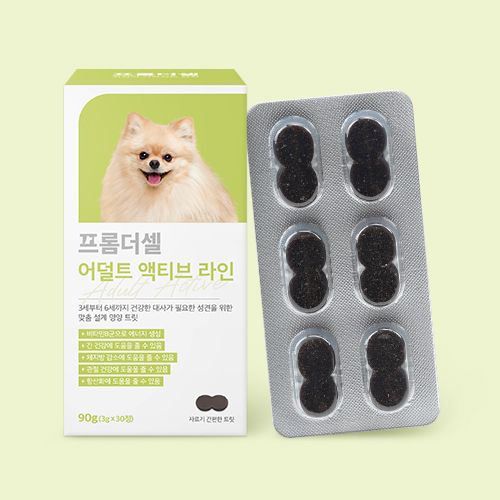 프롬더셀
프롬더셀
어덜트 액티브 라인
Adult Active
3세부터 6세까지 건강한 대사가 필요한 성견을 위한
맞춤 설계 영양 트릿
+ 비타민B군으로 에너지 생성
+ 간 건강에 도움을 줄 수 있음
+ 체지방 감소에 도움을 줄 수 있음
+ 관절 건강에 도움을 줄 수 있음
+ 항산화에 도움을 줄 수 있음
90g(3g x 30정)
자르기 간편한 트릿